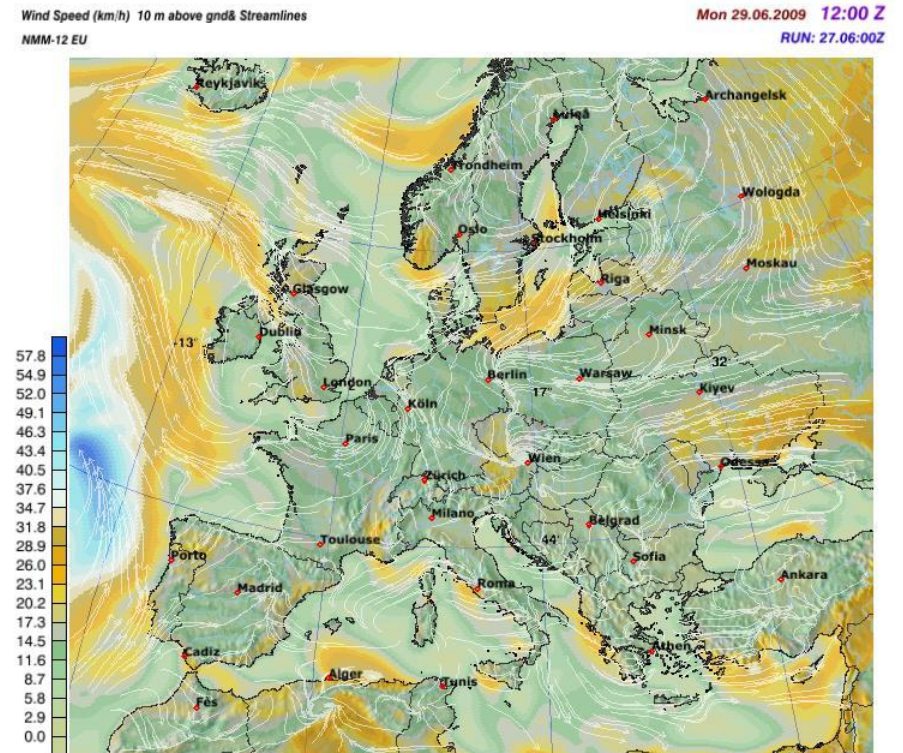 Wind Speed (km/h) 10 m above gnd& Streamlines
Mon 29.06.2009 12:00 Z
NMM-12 EU
RUN: 27.06:00Z
Reykjavik
Archangelsk
Trondheim
Wologda
Helsinki
Oslo
Stockholm
Moskau
Riga
Glasgow
Dublin
Minsk
-13°
57.8
54.9
52.0
49.1
46.3
43.4
40.5
37.6
34.7
31.8
28.9
26.0
23.1
20.2
17.3
14.5
11.6
8.7
5.8
2.9
0.0
32°
London
Berlin
Warsaw
17°
Kiyev
Köln
Paris
Wien
Odessa
Zürich
Milano
Belgrad
Toulouse
44°
Porto
Sofia
Madrid
Roma
Ankara
Cadiz
Athen
Alger
Tunis
Fès